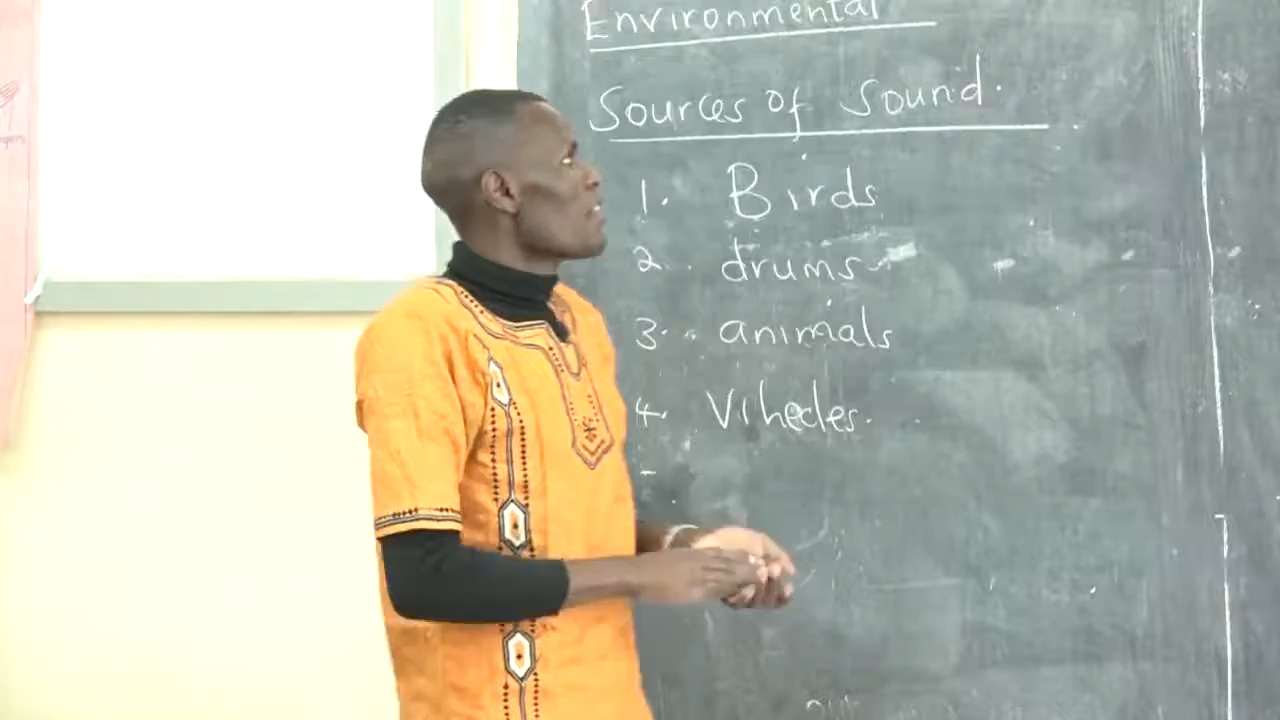 Environmental
Sources of Sound.
1. Birds
2. drums
3. animals
4. Vihecles.
-